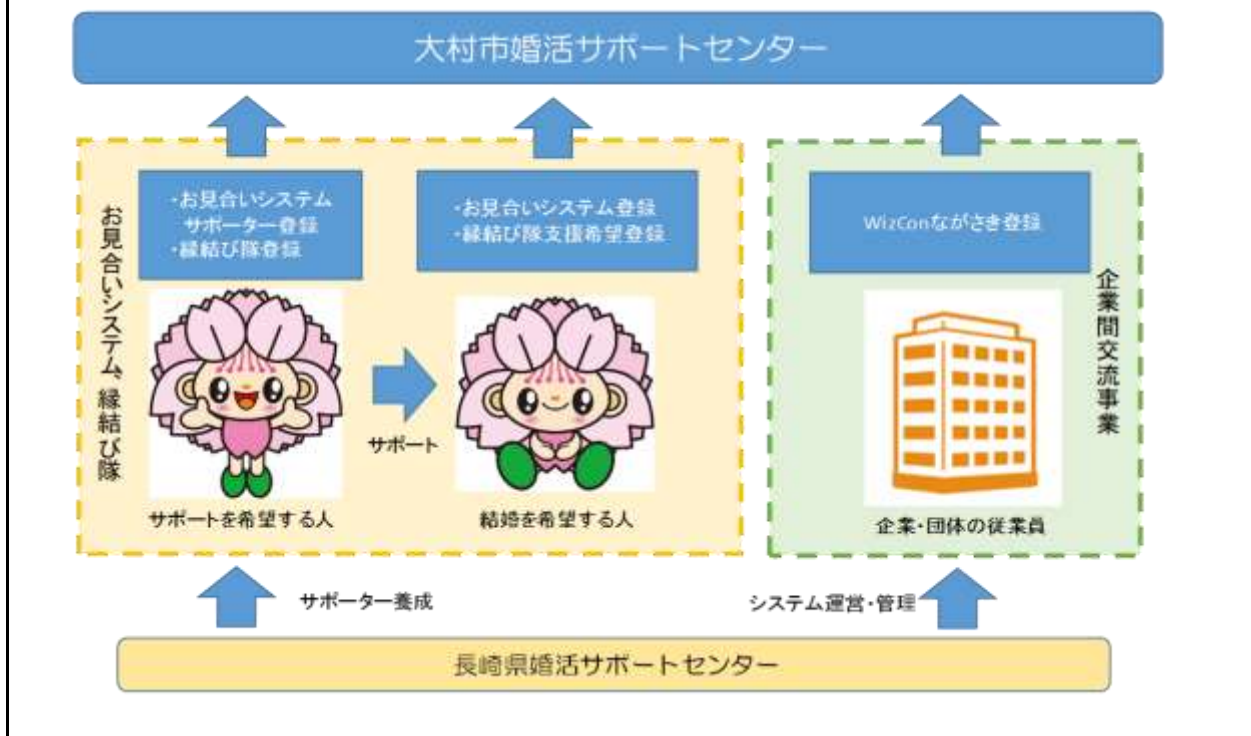 大村市婚活サポートセンター
お見合いシステム、縁結び隊
・お見合いシステム
サポーター登録
・縁結び隊登録
・お見合いシステム登録
・縁結び隊支援希望登録
WizConながさき登録
企業間交流事業
サポート
サポートを希望する人
結婚を希望する人
企業・団体の従業員
サポーター養成
システム運営・管理
長崎県婚活サポートセンター